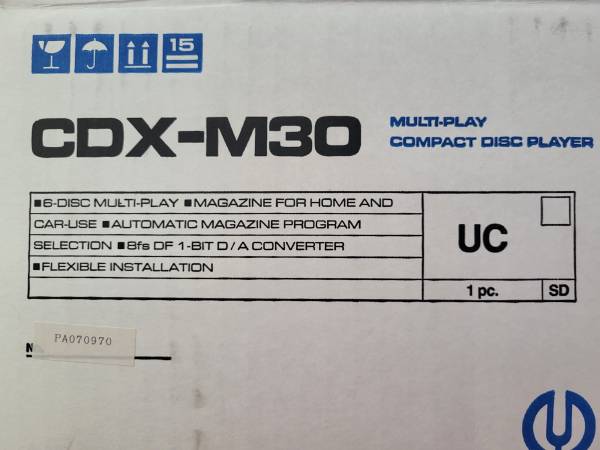 15
CDX-M30
MULTI-PLAY
COMPACT DISC PLAYER
■6-DISC MULTI-PLAY ■MAGAZINE FOR HOME AND
CAR-USE ■AUTOMATIC MAGAZINE PROGRAM
SELECTION ■8fs DF 1-BIT D/A CONVERTER
■FLEXIBLE INSTALLATION
UC
1 pc.
SD
PA070970